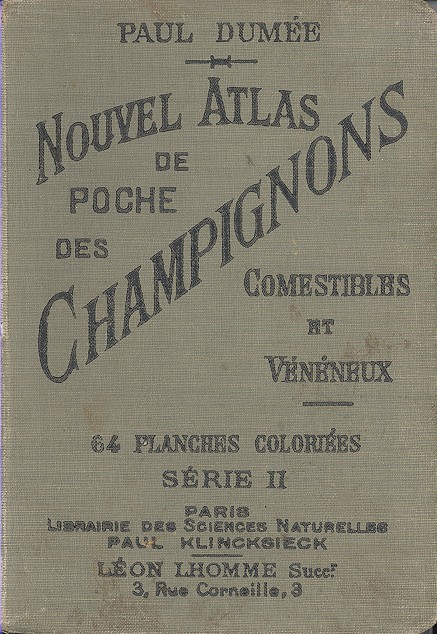 PAUL DUMÉE
NOUVEL ATLAS
DE
POCHE
DES
CHAMPIGNONS
COMESTIBLES
ET
VÉNÉNEUX
64 PLANCHES COLORIÉES
SÉRIE II
PARIS
LIBRAIRIE DES SCIENCES NATURELLES
PAUL KLINCKSIECK
LÉON LHOMME Succr
3, Rue Corneille, 3